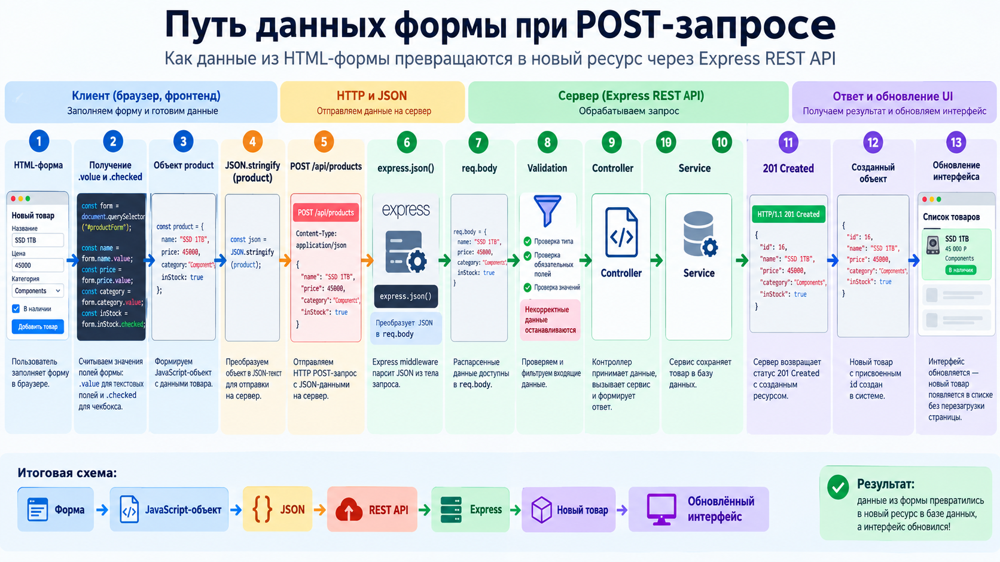 Путь данных формы при POST-запросе
Как данные из HTML-формы превращаются в новый ресурс через Express REST API
Клиент (браузер, фронтенд)
Заполняем форму и готовим данные
HTTP и JSON
Отправляем данные на сервер
Сервер (Express REST API)
Обрабатываем запрос
Ответ и обновление UI
Получаем результат и обновляем интерфейс
1
HTML-форма
Новый товар
Название
SSD 1TB
Цена
45000
Категория
Components
В наличии
Добавить товар
Пользователь
заполняет форму
в браузере.
2
Получение
.volue и .checked
const form =
document.querySelector
("#productForm");
const name =
form.name.value;
const price =
form.price.value;
const category =
form.category.value;
const inStock =
form.inStock.checked;
Считываем значения
полей формы:
.value для текстовых
полей и .checked
для чекбокса.
3
Объект product
const product = {
name: "SSD 1TB",
price: 45000,
category: "Component"
inStock: true
};
Формируем
JavaScript-объект
с данными товара.
4
JSON.stringify
(product)
const json =
JSON.stringify
(product);
Преобразуем
объект в JSON-текст
для отправки
на сервер.
5
POST /api/products
POST /api/products
Content-Type:
application/json
{
"name": "SSD 1TB",
"price": 45000,
"category": "Components",
"inStock": true
}
Отправляем
HTTP POST-запрос
с JSON-данными
на сервер.
6
express.json()
express
express.json()
Преобразует JSON
в req.body
Express middleware
парсит JSON из тела
запроса.
7
req.body
req.body = {
name: "SSD 1TB",
price: 45000,
category: "Components",
inStock: true
}
Распарсенные
данные доступны
в req.body.
8
Validation
Проверка типа
Проверка
обязательных
полей
Проверка значений
Некорректные
данные
останавливаются
Проверяем и
фильтруем входящие
данные.
9
Controller
Controller
Контроллер
принимает данные,
вызывает сервис
и формирует
ответ.
10
10
Service
Service
Сервис сохраняет
товар в базу
данных.
11
201 Created
HTTP/1.1 201 Created
{
"id": 16,
"name": "SSD 1TB",
"price": 45000,
"category": "Components",
"inStock": true
}
Сервер возвращает
статус 201 Created
с созданным
ресурсом.
12
Созданный
объект
{
"id": 16,
"name": "SSD 1TB",
"price": 45000,
"category": "Components",
"inStock": true
}
Новый товар
с присвоенным
id создан
в системе.
13
Обновление
интерфейса
Список товаров
SSD 1TB
45 000 Р
Components
В наличии
Интерфейс
обновляется —
новый товар
появляется в списке
без перезагрузки
страницы.
Итоговая схема:
Форма
JavaScript-объект
JSON
REST API
Express
Новый товар
Обновлённый
интерфейс
Результат:
данные из формы превратились
в новый ресурс в базе данных,
а интерфейс обновился!